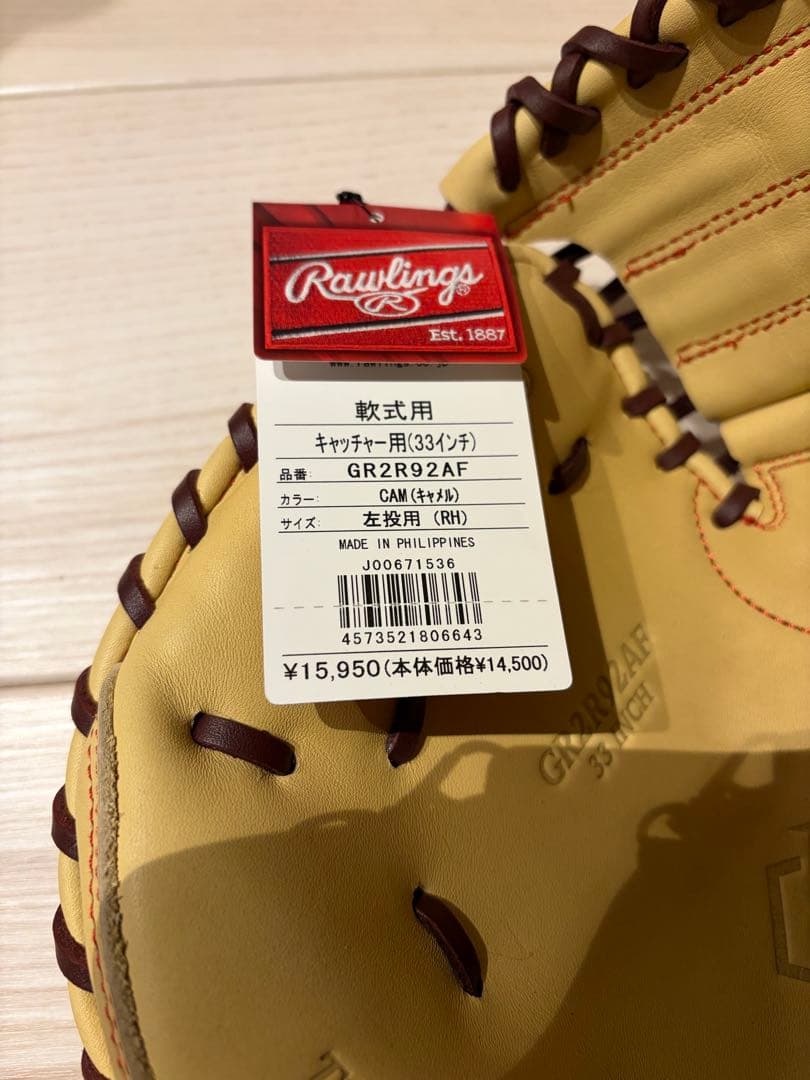 Rawlings®
R
Est. 1887
軟式用
キャッチャー用(33インチ)
品番: GR2R92AF
カラー: CAM(キャメル)
サイズ: 左投用 (RH)
MADE IN PHILIPPINES
J00671536
4573521806643
¥15,950(本体価格¥14,500)
GR2R92AF
33 INCH